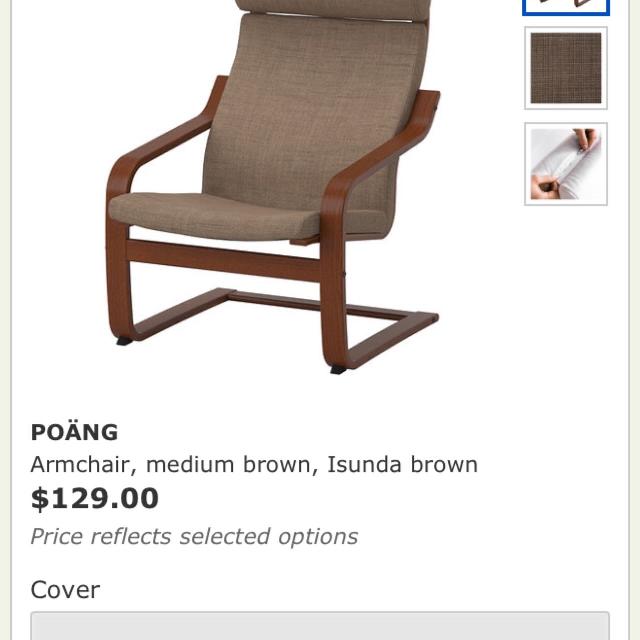 POÄNG
Armchair, medium brown, Isunda brown
$129.00
Price reflects selected options
Cover